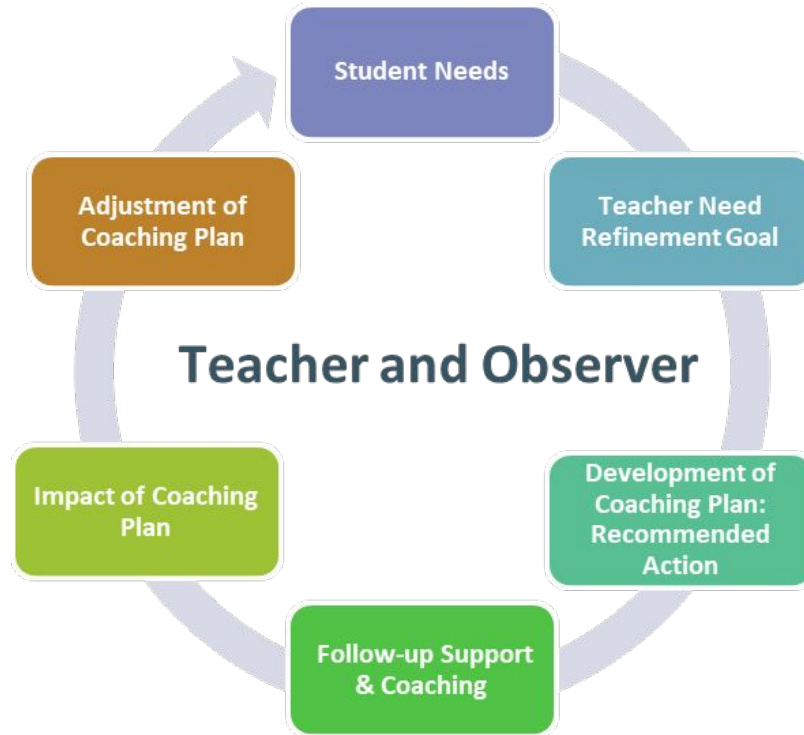 Student Needs
Teacher Need
Refinement Goal
Development of
Coaching Plan:
Recommended
Action
Follow-up Support
& Coaching
Impact of Coaching
Plan
Adjustment of
Coaching Plan
Teacher and Observer